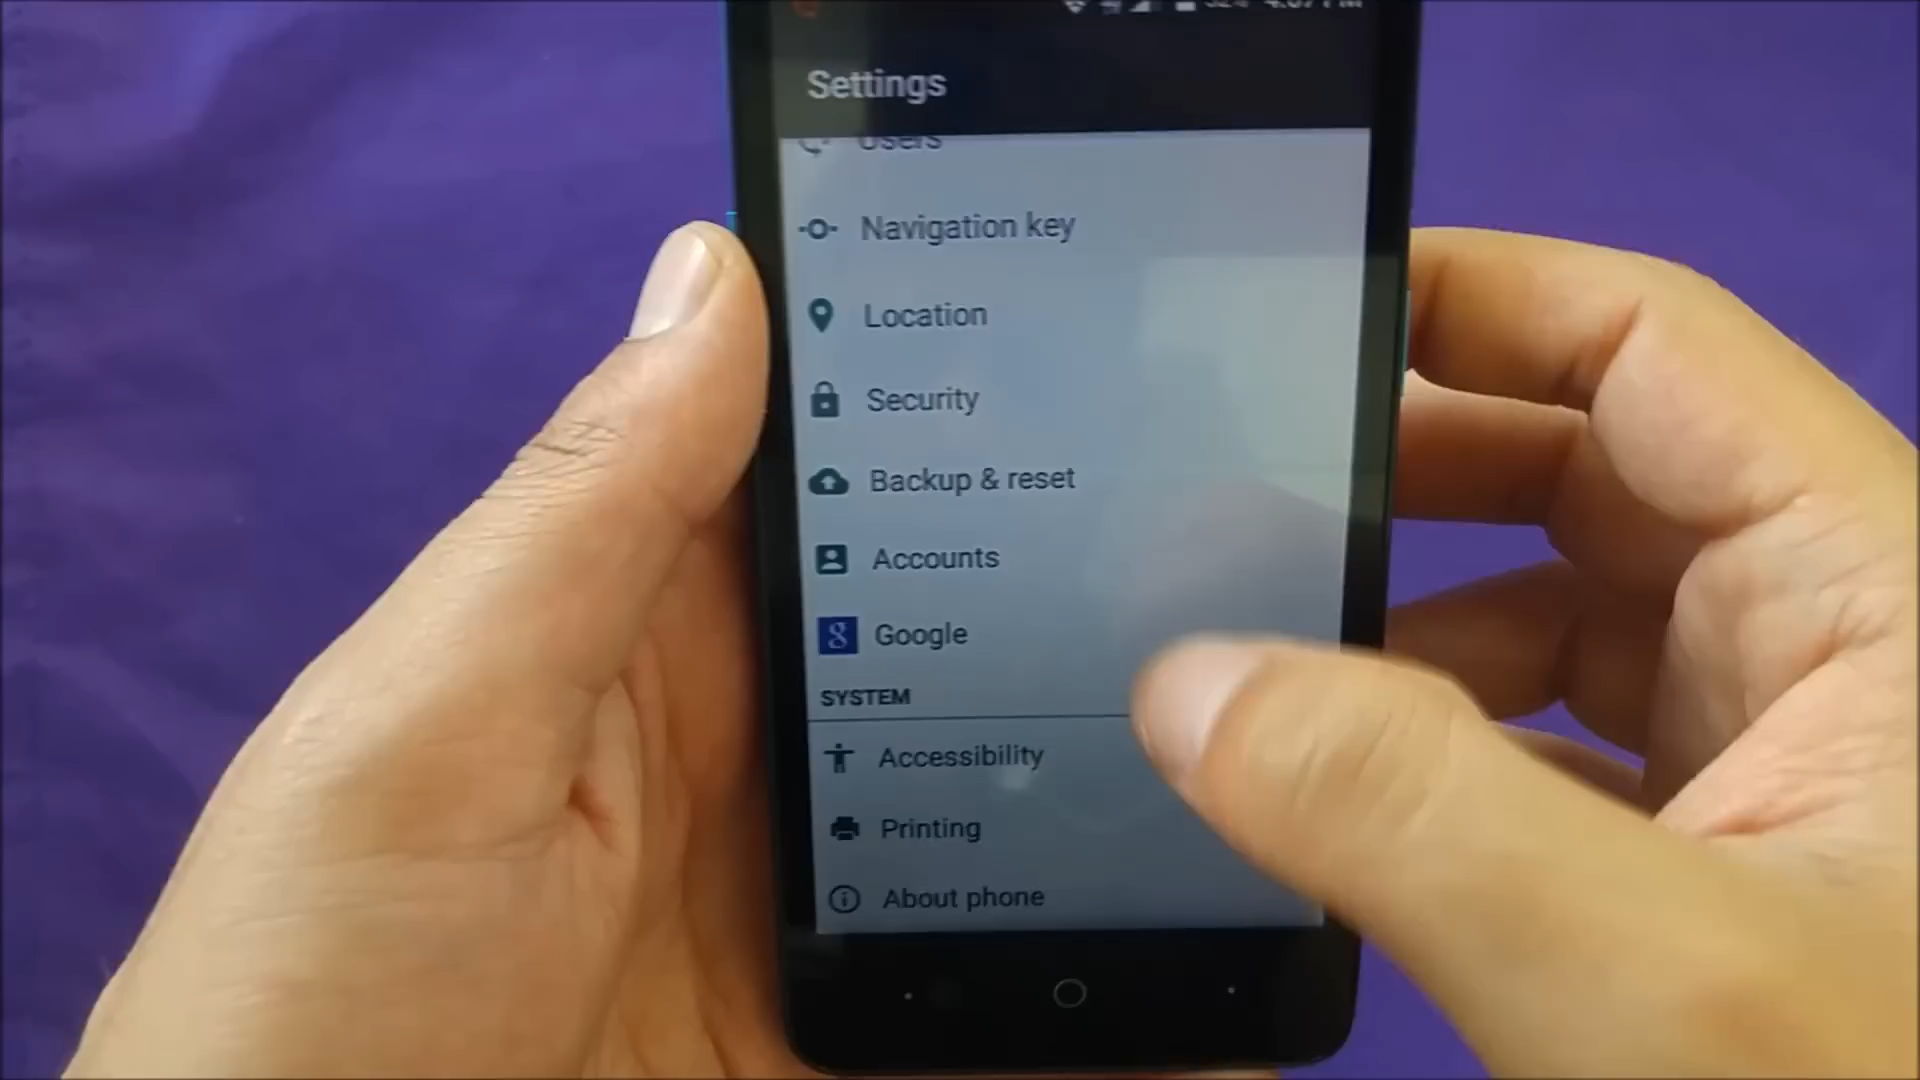 Settings
Users
Navigation key
Location
Security
Backup & reset
Accounts
Google
SYSTEM
Accessibility
Printing
About phone